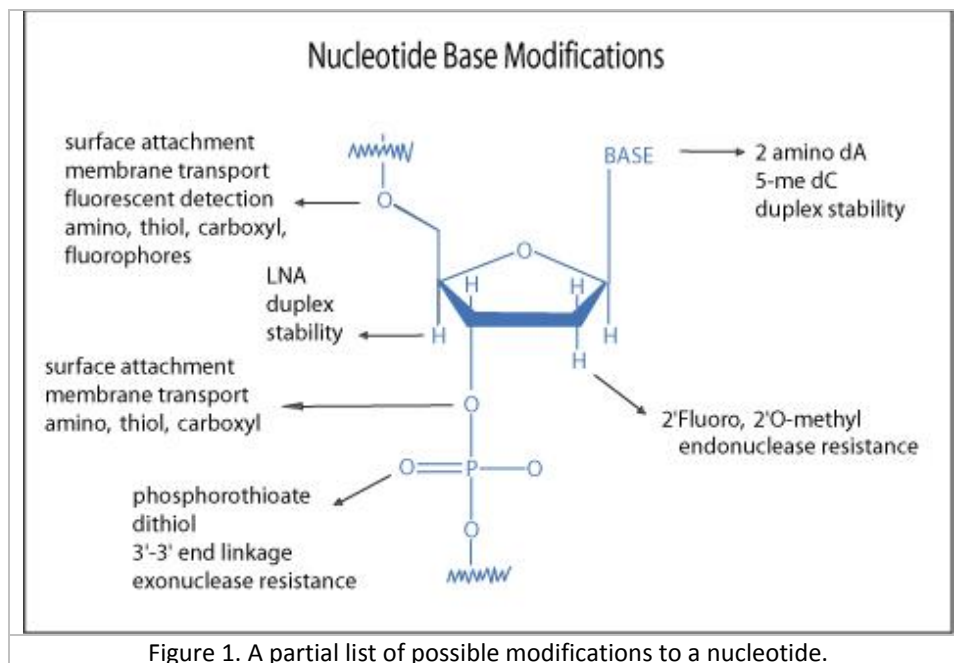 Nucleotide Base Modifications
surface attachment
membrane transport
fluorescent detection
amino, thiol, carboxyl,
fluorophores
O
BASE
2 amino dA
5-me dC
duplex stability
O
LNA
duplex
stability
H
H
H
H
H
surface attachment
membrane transport
amino, thiol, carboxyl
O
2'Fluoro, 2'O-methyl
endonuclease resistance
O P O
phosphorothioate
dithiol
3'-3' end linkage
exonuclease resistance
O
Figure 1. A partial list of possible modifications to a nucleotide.